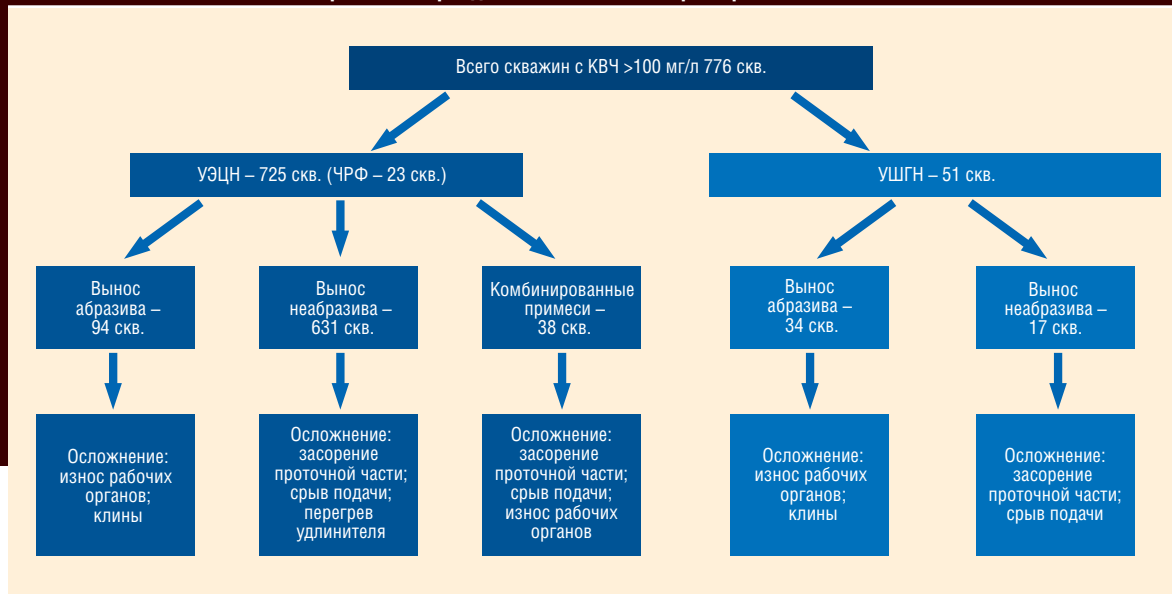 Всего скважин с КВЧ >100 мг/л 776 скв.
УЭЦН – 725 скв. (ЧРФ – 23 скв.)
УШГН – 51 скв.
Вынос
абразива –
94 скв.
Вынос
неабразива –
631 скв.
Комбинированные
примеси –
38 скв.
Вынос
абразива –
34 скв.
Вынос
неабразива –
17 скв.
Осложнение:
износ рабочих
органов;
клины
Осложнение:
засорение
проточной части;
срыв подачи;
перегрев
удлинителя
Осложнение:
засорение
проточной части;
срыв подачи;
износ рабочих
органов
Осложнение:
износ рабочих
органов;
клины
Осложнение:
засорение
проточной части;
срыв подачи